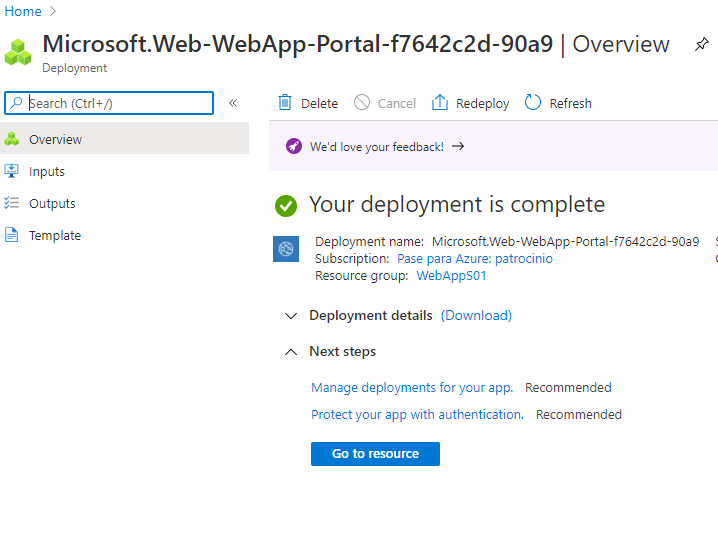 Home
Microsoft.Web-WebApp-Portal-f7642c2d-90a9 | Overview
Deployment
Search (Ctrl+/)
«
Delete
Cancel
Redeploy
Refresh
Overview
Inputs
Outputs
Template
We'd love your feedback! →
Your deployment is complete
Deployment name: Microsoft.Web-WebApp-Portal-f7642c2d-90a9
Subscription: Pase para Azure: patrocinio
Resource group: WebAppS01
Deployment details (Download)
Next steps
Manage deployments for your app. Recommended
Protect your app with authentication. Recommended
Go to resource